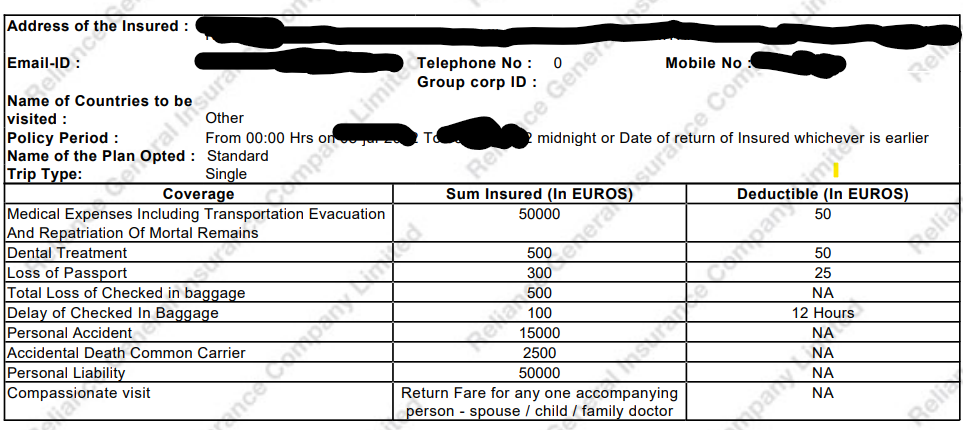 Address of the Insured :
Email-ID : Telephone No : 0 Mobile No :
Group corp ID :
Name of Countries to be
visited : Other
Policy Period : From 00:00 Hrs on To 2 midnight or Date of return of Insured whichever is earlier
Name of the Plan Opted : Standard
Trip Type: Single
Coverage Sum Insured (In EUROS) Deductible (In EUROS)
Medical Expenses Including Transportation Evacuation 50000 50
And Repatriation Of Mortal Remains
Dental Treatment 500 50
Loss of Passport 300 25
Total Loss of Checked in baggage 500 NA
Delay of Checked In Baggage 100 12 Hours
Personal Accident 15000 NA
Accidental Death Common Carrier 2500 NA
Personal Liability 50000 NA
Compassionate visit Return Fare for any one accompanying NA
person - spouse / child / family doctor
Reliance General Insurance Company Limited